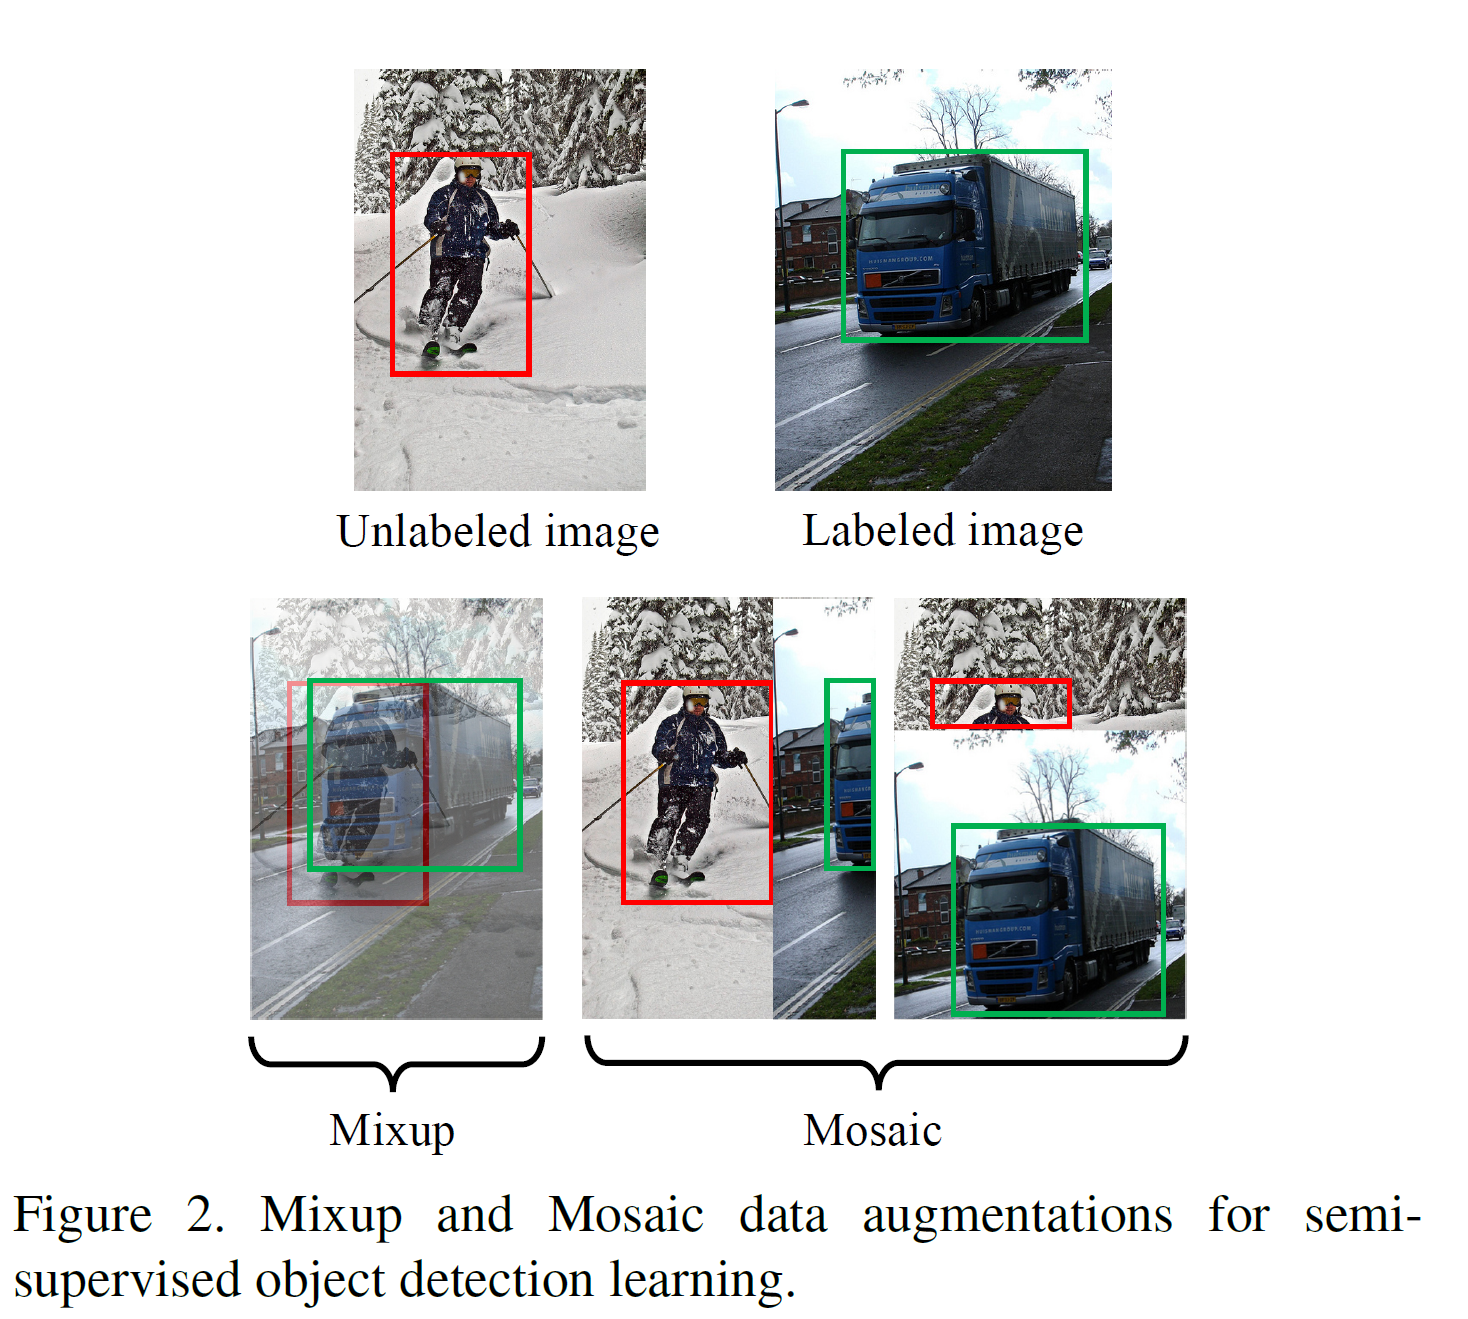 Unlabeled image
Labeled image
Mixup
Mosaic
Figure 2. Mixup and Mosaic data augmentations for semi-
supervised object detection learning.